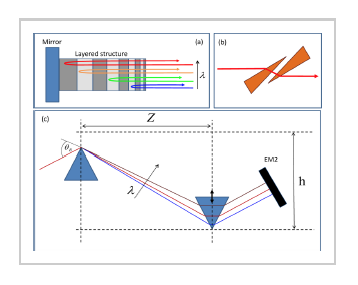 Mirror
Layered structure
(a)
λ
(b)
(c)
Z
θ
λ
EM2
h